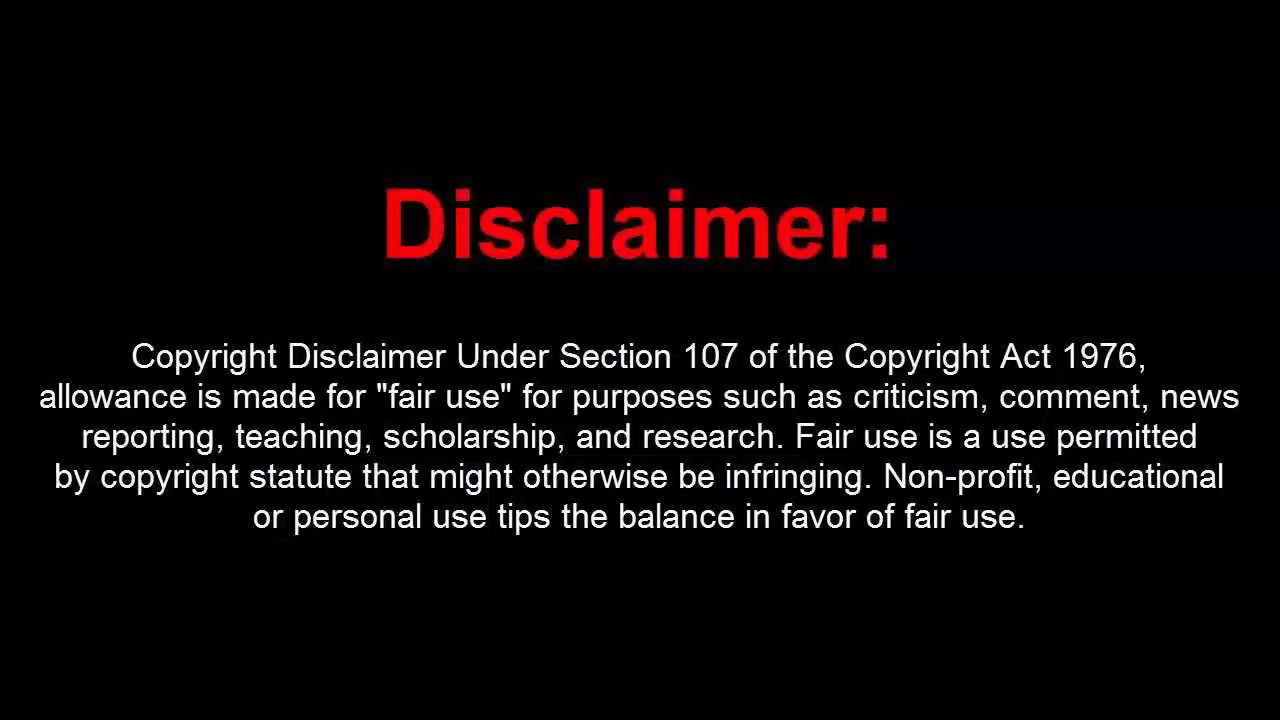 Disclaimer:
Copyright Disclaimer Under Section 107 of the Copyright Act 1976,
allowance is made for "fair use" for purposes such as criticism, comment, news
reporting, teaching, scholarship, and research. Fair use is a use permitted
by copyright statute that might otherwise be infringing. Non-profit, educational
or personal use tips the balance in favor of fair use.